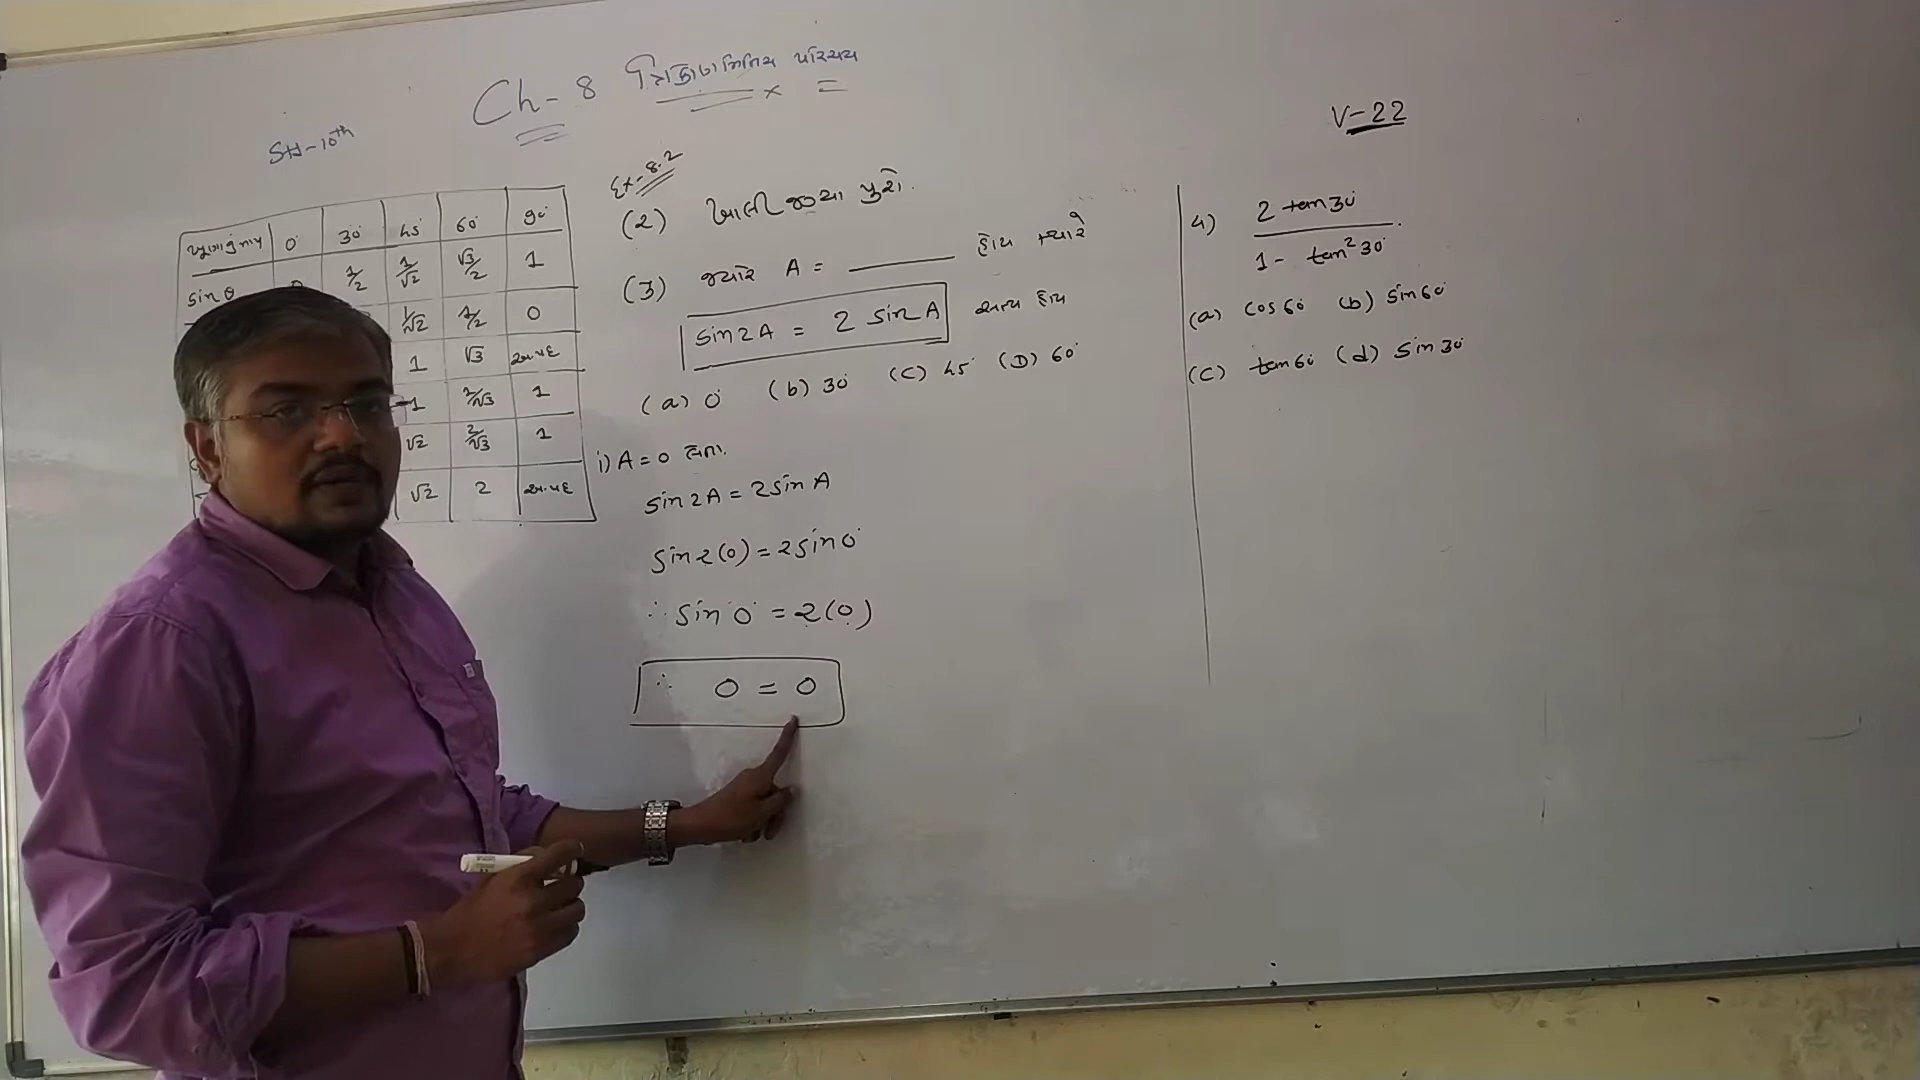 Ch-8 ત્રિકોણમિતિય પરિચય
V-22
Std-10th
Ex-8.2
(2) ખાલી જગ્યા પુરો.
(3) જ્યારે A = ______ હોય ત્યારે
sin2A = 2 sinA સત્ય હોય
(a) 0° (b) 30° (C) 45° (D) 60°
i) A=0 લેતા.
sin2A = 2sinA
sin2(0) = 2sin0°
∴ sin0° = 2(0)
∴ 0 = 0
ખૂણાનું માપ 0° 30° 45° 60° 90°
sinθ 0 1/2 1/√2 √3/2 1
1/√2 1/2 0
1 √3 અ.વ્ય
1 2/√3 1
√2 2/√3 1
√2 2 અ.વ્ય
4) 2 tan30° / 1 - tan²30°
(a) cos60° (b) sin60°
(C) tan60° (d) sin30°